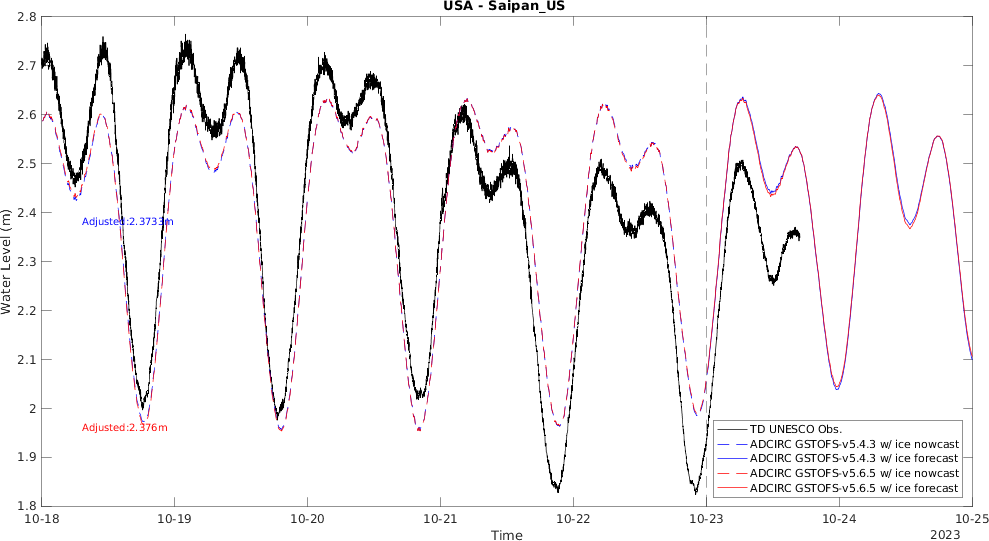 USA - Saipan_US
2.8
2.7
2.6
2.5
2.4
2.3
2.2
2.1
2
1.9
1.8
Water Level (m)
Adjusted:2.3733m
Adjusted:2.376m
TD UNESCO Obs.
ADCIRC GSTOFS-v5.4.3 w/ ice nowcast
ADCIRC GSTOFS-v5.4.3 w/ ice forecast
ADCIRC GSTOFS-v5.6.5 w/ ice nowcast
ADCIRC GSTOFS-v5.6.5 w/ ice forecast
10-18 10-19 10-20 10-21 10-22 10-23 10-24 10-25
Time
2023